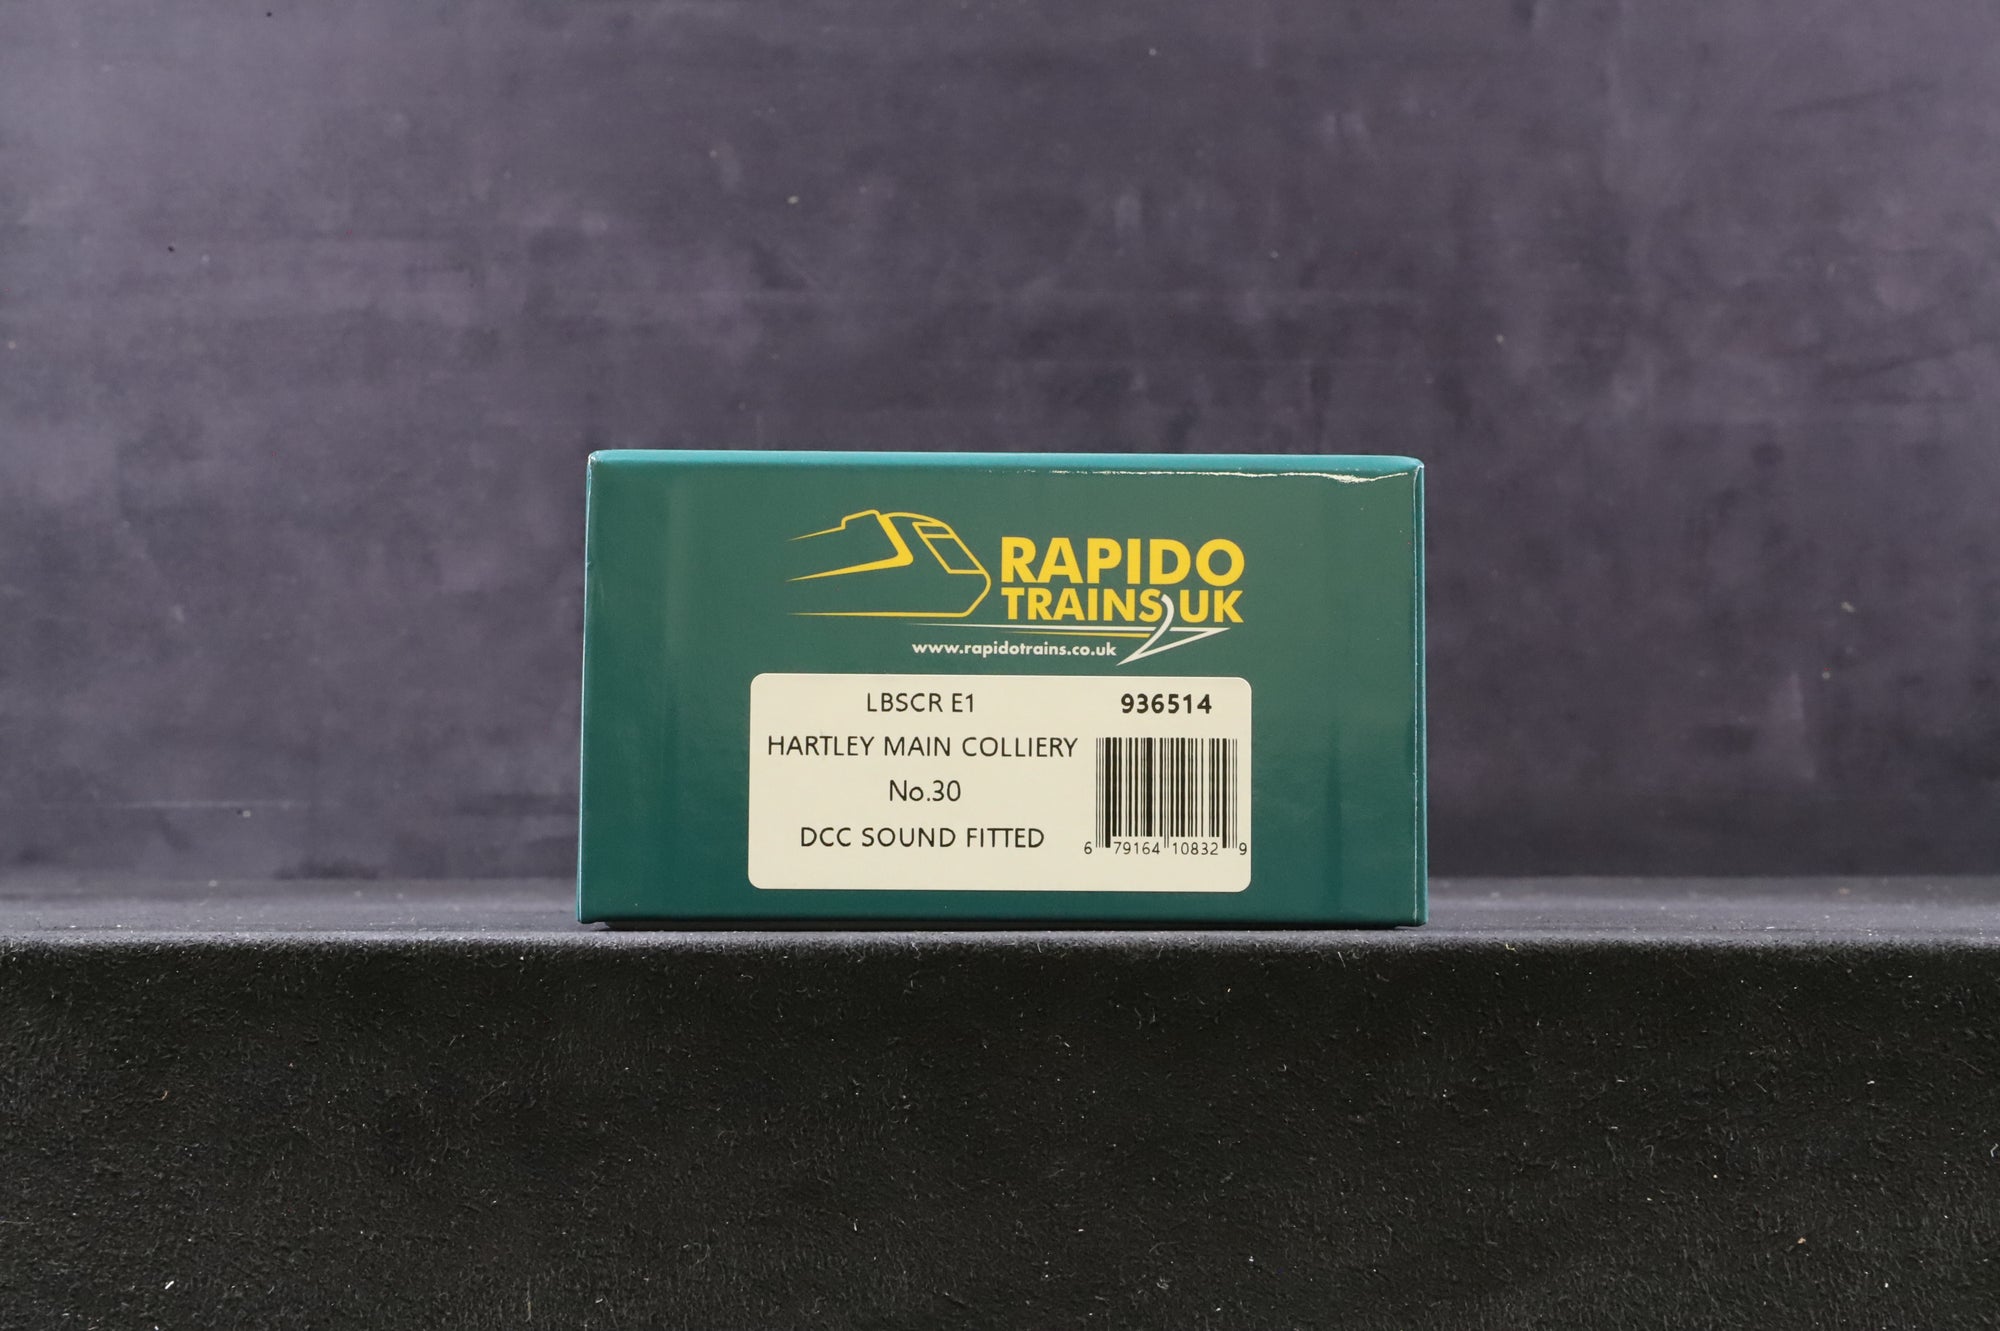 RAPIDO
TRAINS UK
www.rapidotrains.co.uk
LBSCR E1
936514
HARTLEY MAIN COLLIERY
No.30
DCC SOUND FITTED
6 79164 10832 9